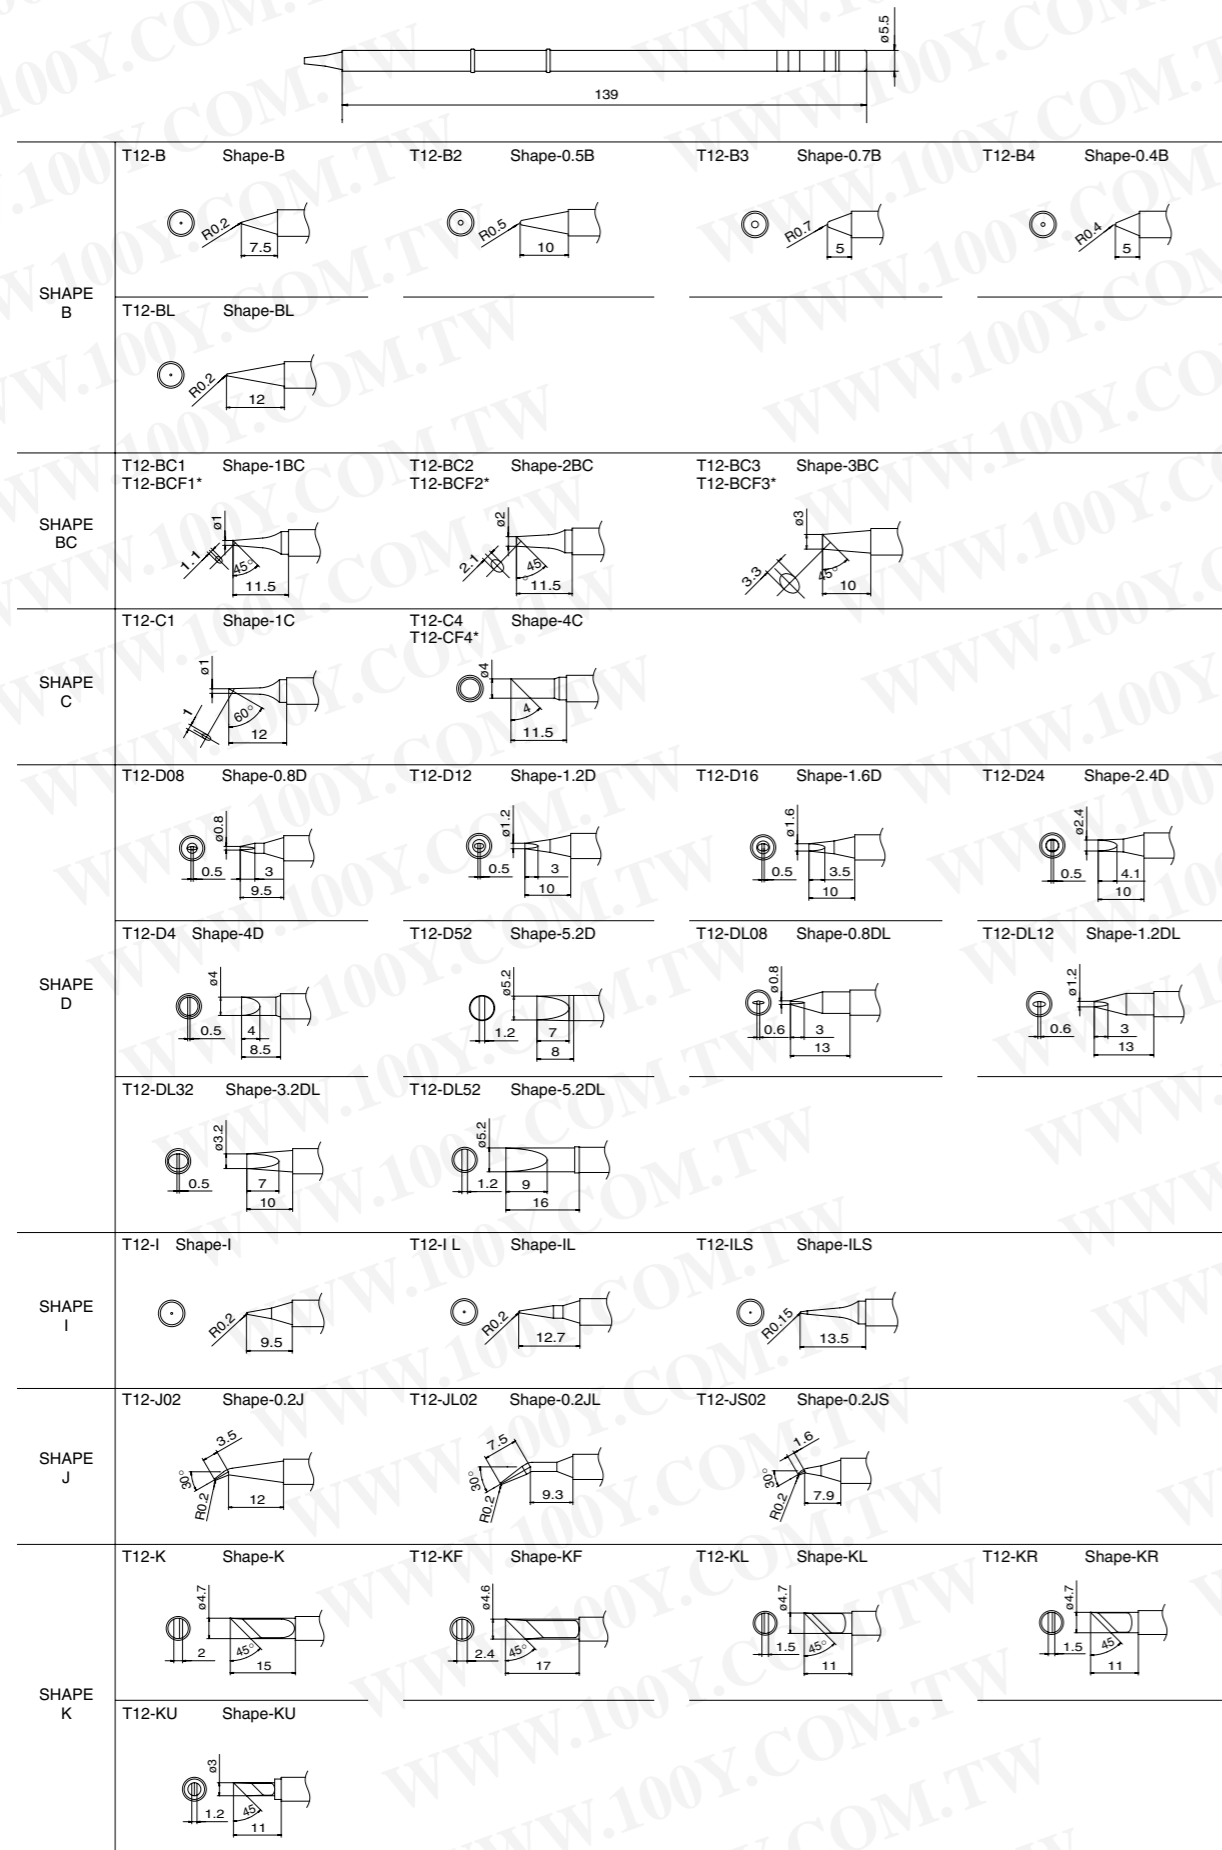 ø5.5
139
SHAPE
B
T12-B Shape-B
R0.2
7.5
T12-B2 Shape-0.5B
R0.5
10
T12-B3 Shape-0.7B
R0.7
5
T12-B4 Shape-0.4B
R0.4
5
T12-BL Shape-BL
R0.2
12
SHAPE
BC
T12-BC1 Shape-1BC
T12-BCF1*
ø1
1.1
45°
11.5
T12-BC2 Shape-2BC
T12-BCF2*
ø2
2.1
45°
11.5
T12-BC3 Shape-3BC
T12-BCF3*
ø3
3.3
45°
10
SHAPE
C
T12-C1 Shape-1C
ø1
1
60°
12
T12-C4 Shape-4C
T12-CF4*
ø4
4
11.5
SHAPE
D
T12-D08 Shape-0.8D
ø0.8
0.5 3
9.5
T12-D12 Shape-1.2D
ø1.2
0.5 3
10
T12-D16 Shape-1.6D
ø1.6
0.5 3.5
10
T12-D24 Shape-2.4D
ø2.4
0.5 4.1
10
T12-D4 Shape-4D
ø4
0.5 4
8.5
T12-D52 Shape-5.2D
ø5.2
1.2 7
8
T12-DL08 Shape-0.8DL
ø0.8
0.6 3
13
T12-DL12 Shape-1.2DL
ø1.2
0.6 3
13
T12-DL32 Shape-3.2DL
ø3.2
0.5 7
10
T12-DL52 Shape-5.2DL
ø5.2
1.2 9
16
SHAPE
I
T12-I Shape-I
R0.2
9.5
T12-I L Shape-IL
R0.2
12.7
T12-ILS Shape-ILS
R0.15
13.5
SHAPE
J
T12-J02 Shape-0.2J
3.5
30°
R0.2
12
T12-JL02 Shape-0.2JL
7.5
30°
R0.2
9.3
T12-JS02 Shape-0.2JS
1.6
30°
R0.2
7.9
SHAPE
K
T12-K Shape-K
ø4.7
2 45°
15
T12-KF Shape-KF
ø4.6
2.4 45°
17
T12-KL Shape-KL
ø4.7
1.5 45°
11
T12-KR Shape-KR
ø4.7
1.5 45
11
T12-KU Shape-KU
ø3
1.2 45
11
WWW.100Y.COM.TW